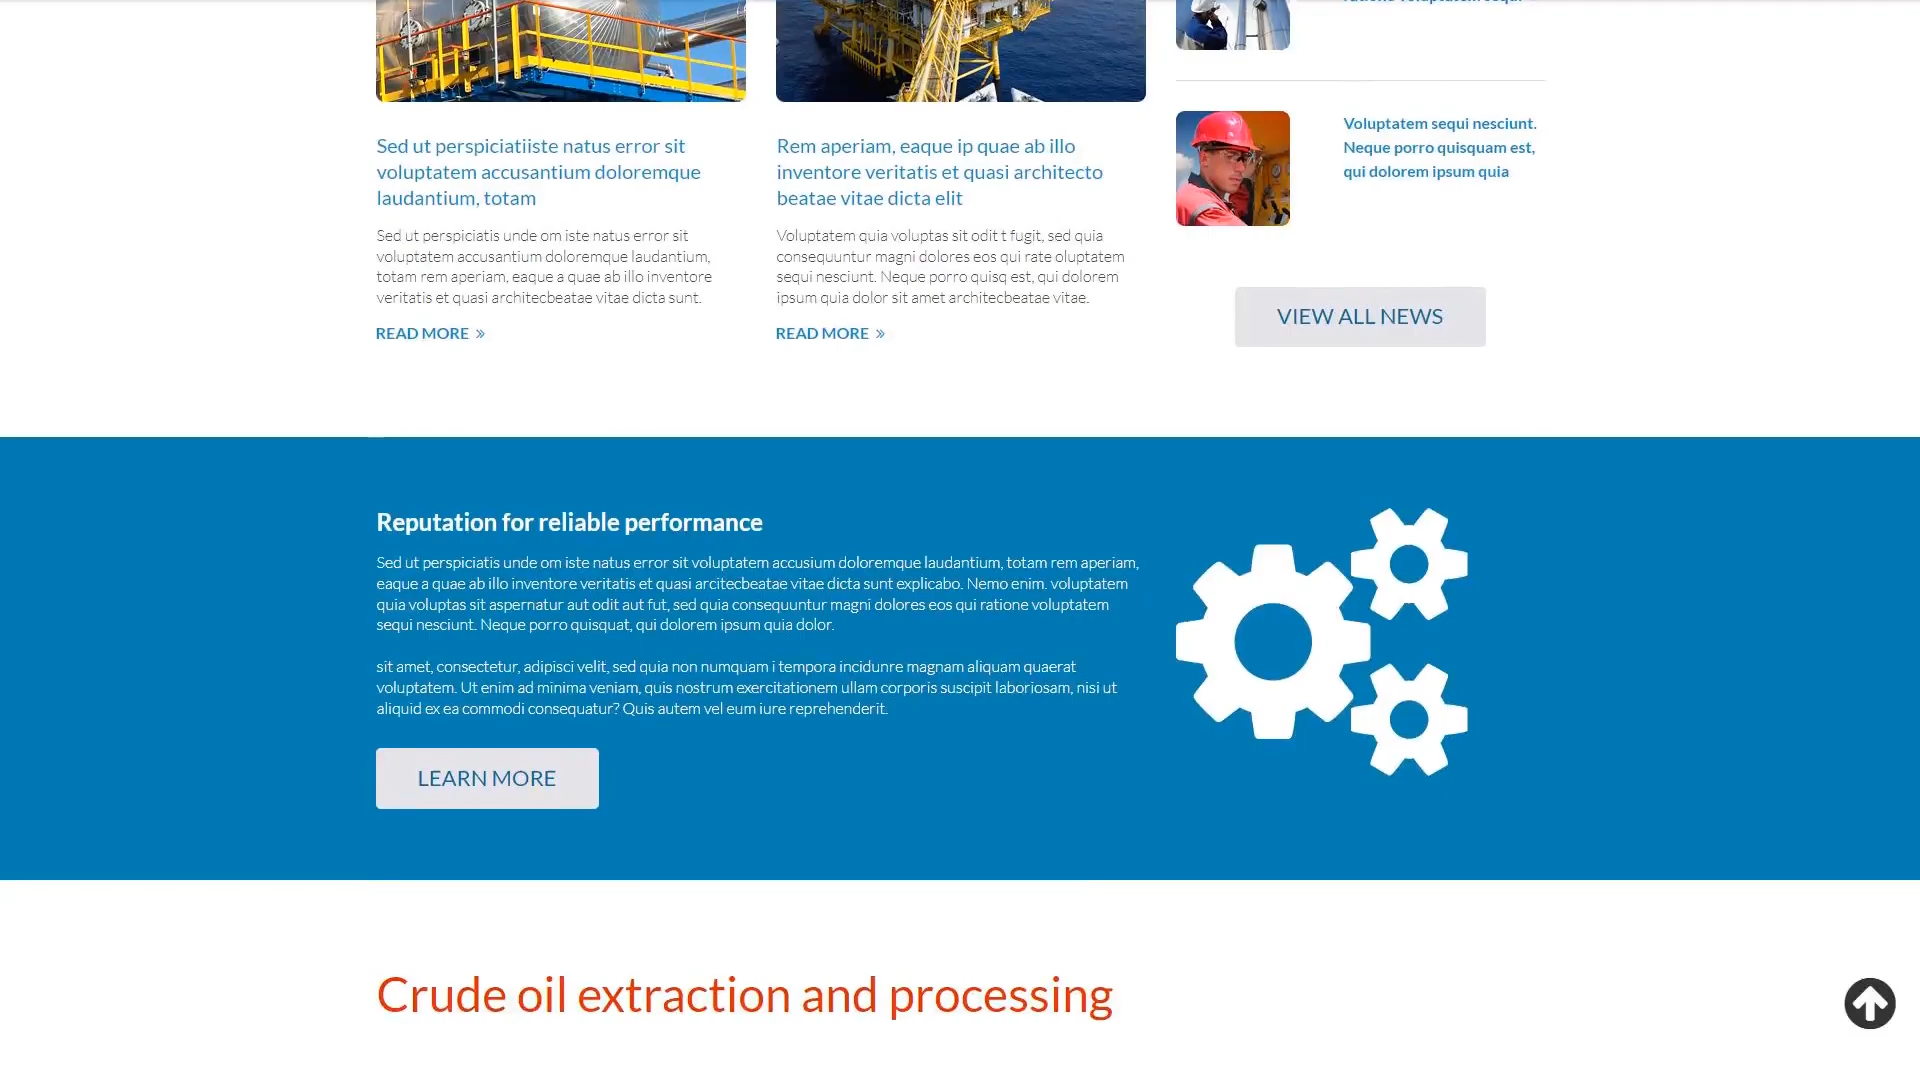 Sed ut perspiciatiiste natus error sit
voluptatem accusantium doloremque
laudantium, totam
Sed ut perspiciatis unde om iste natus error sit
voluptatem accusantium doloremque laudantium,
totam rem aperiam, eaque a quae ab illo inventore
veritatis et quasi architecbeatae vitae dicta sunt.
READ MORE »
Rem aperiam, eaque ip quae ab illo
inventore veritatis et quasi architecto
beatae vitae dicta elit
Voluptatem quia voluptas sit odit t fugit, sed quia
consequuntur magni dolores eos qui rate oluptatem
sequi nesciunt. Neque porro quisq est, qui dolorem
ipsum quia dolor sit amet architecbeatae vitae.
READ MORE »
Voluptatem sequi nesciunt.
Neque porro quisquam est,
qui dolorem ipsum quia
VIEW ALL NEWS
Reputation for reliable performance
Sed ut perspiciatis unde om iste natus error sit voluptatem accusium doloremque laudantium, totam rem aperiam,
eaque a quae ab illo inventore veritatis et quasi arcitecbeatae vitae dicta sunt explicabo. Nemo enim. voluptatem
quia voluptas sit aspernatur aut odit aut fut, sed quia consequuntur magni dolores eos qui ratione voluptatem
sequi nesciunt. Neque porro quisquat, qui dolorem ipsum quia dolor.
sit amet, consectetur, adipisci velit, sed quia non numquam i tempora incidunre magnam aliquam quaerat
voluptatem. Ut enim ad minima veniam, quis nostrum exercitationem ullam corporis suscipit laboriosam, nisi ut
aliquid ex ea commodi consequatur? Quis autem vel eum iure reprehenderit.
LEARN MORE
Crude oil extraction and processing